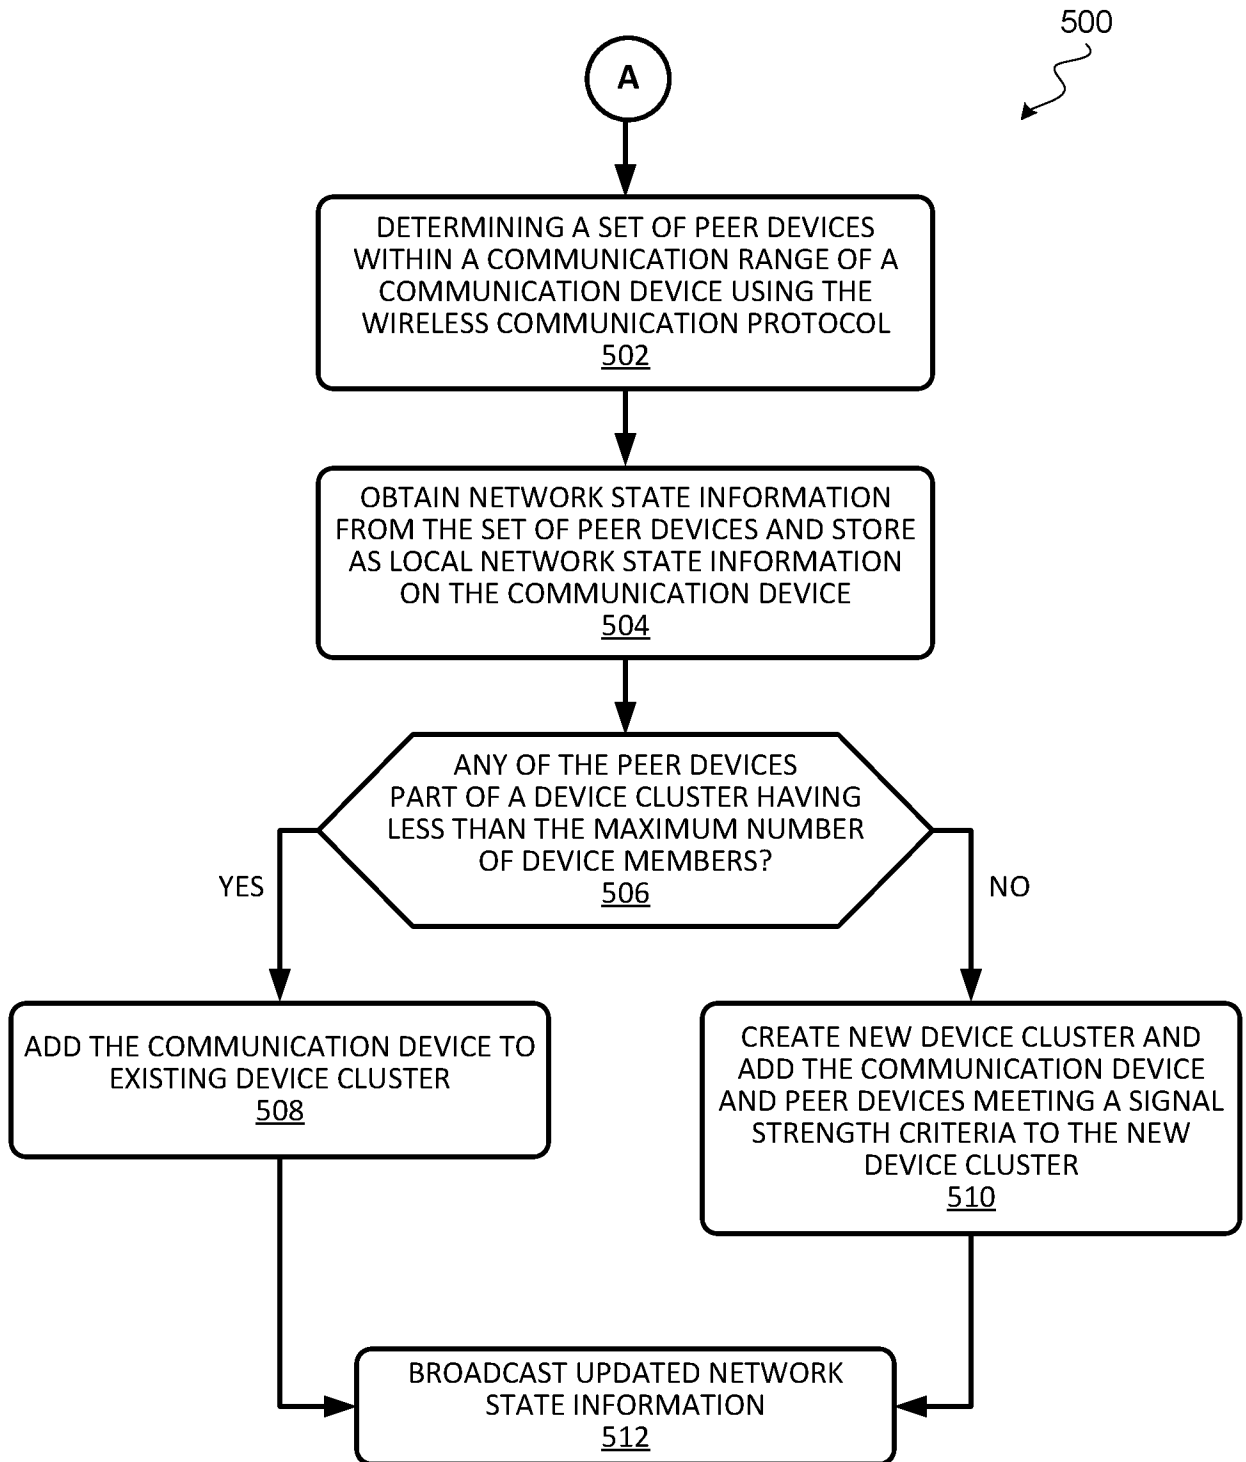 500
A
DETERMINING A SET OF PEER DEVICES
WITHIN A COMMUNICATION RANGE OF A
COMMUNICATION DEVICE USING THE
WIRELESS COMMUNICATION PROTOCOL
502
OBTAIN NETWORK STATE INFORMATION
FROM THE SET OF PEER DEVICES AND STORE
AS LOCAL NETWORK STATE INFORMATION
ON THE COMMUNICATION DEVICE
504
ANY OF THE PEER DEVICES
PART OF A DEVICE CLUSTER HAVING
LESS THAN THE MAXIMUM NUMBER
OF DEVICE MEMBERS?
506
YES
NO
ADD THE COMMUNICATION DEVICE TO
EXISTING DEVICE CLUSTER
508
CREATE NEW DEVICE CLUSTER AND
ADD THE COMMUNICATION DEVICE
AND PEER DEVICES MEETING A SIGNAL
STRENGTH CRITERIA TO THE NEW
DEVICE CLUSTER
510
BROADCAST UPDATED NETWORK
STATE INFORMATION
512